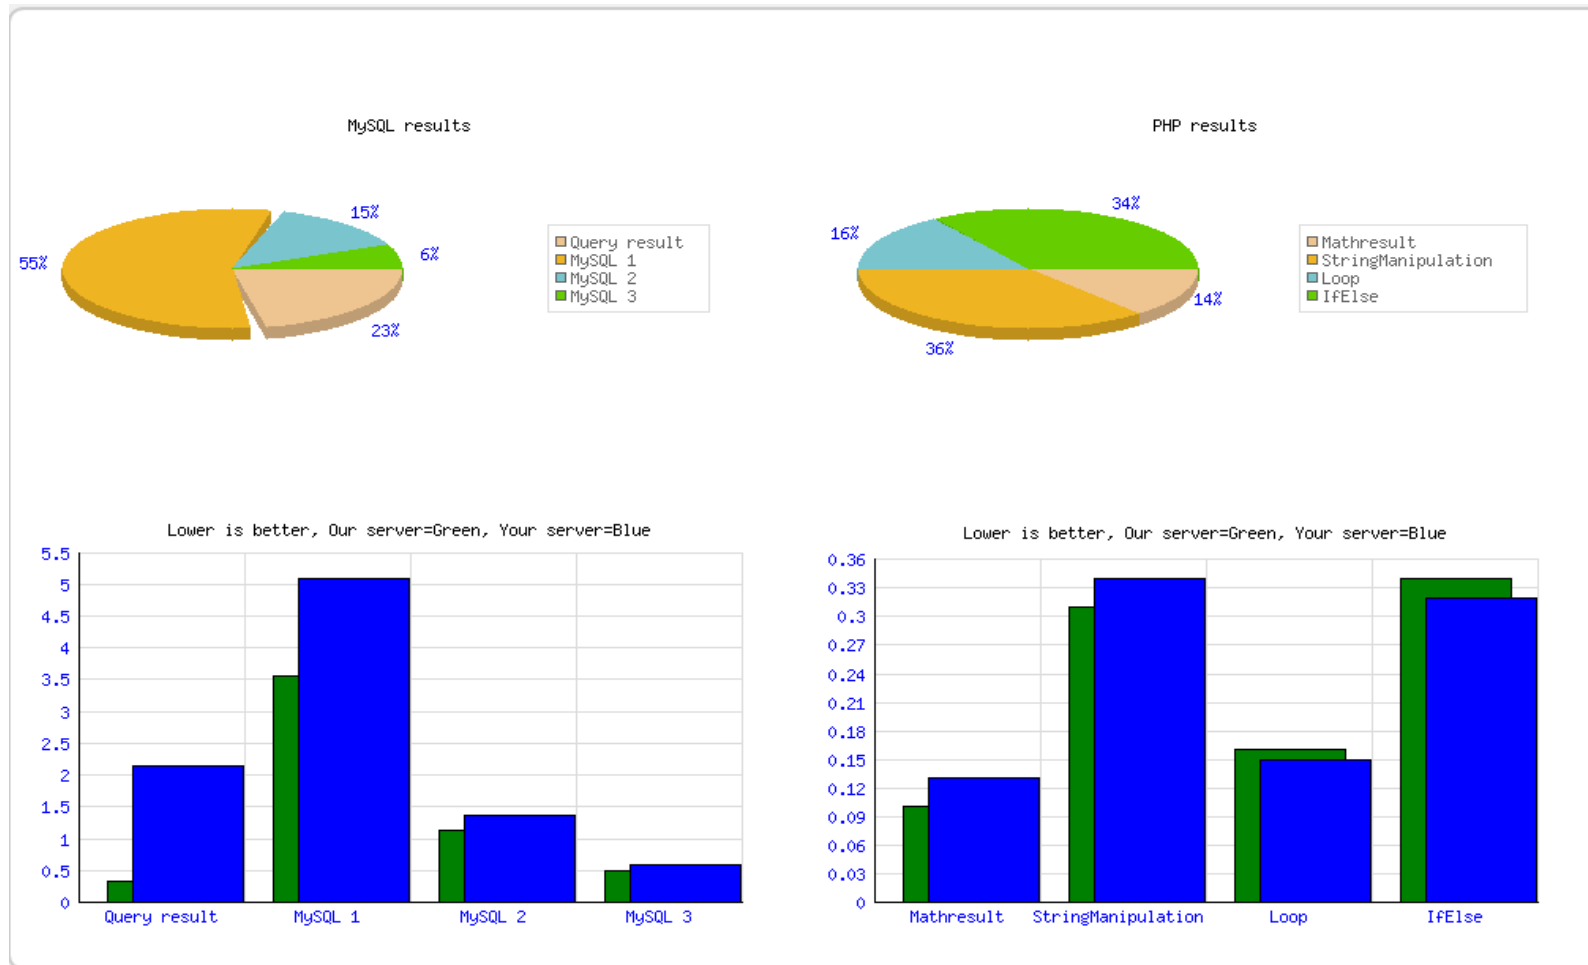 MySQL results
15%
6%
55%
23%
Query result
MySQL 1
MySQL 2
MySQL 3
PHP results
34%
16%
14%
36%
Mathresult
StringManipulation
Loop
IfElse
Lower is better, Our server=Green, Your server=Blue
5.5
5
4.5
4
3.5
3
2.5
2
1.5
1
0.5
0
Query result MySQL 1 MySQL 2 MySQL 3
Lower is better, Our server=Green, Your server=Blue
0.36
0.33
0.3
0.27
0.24
0.21
0.18
0.15
0.12
0.09
0.06
0.03
0
Mathresult StringManipulation Loop IfElse